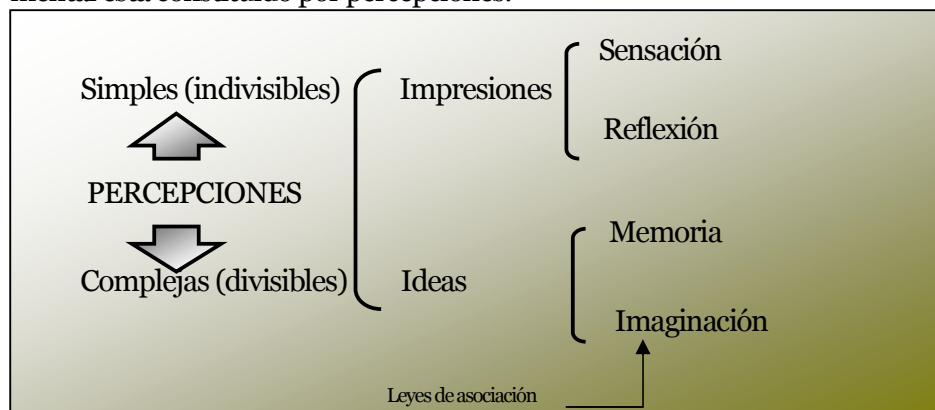 mental está constituido por percepciones.
Sensación
Simples (indivisibles) Impresiones
Reflexión
PERCEPCIONES
Memoria
Complejas (divisibles) Ideas
Imaginación
Leyes de asociación